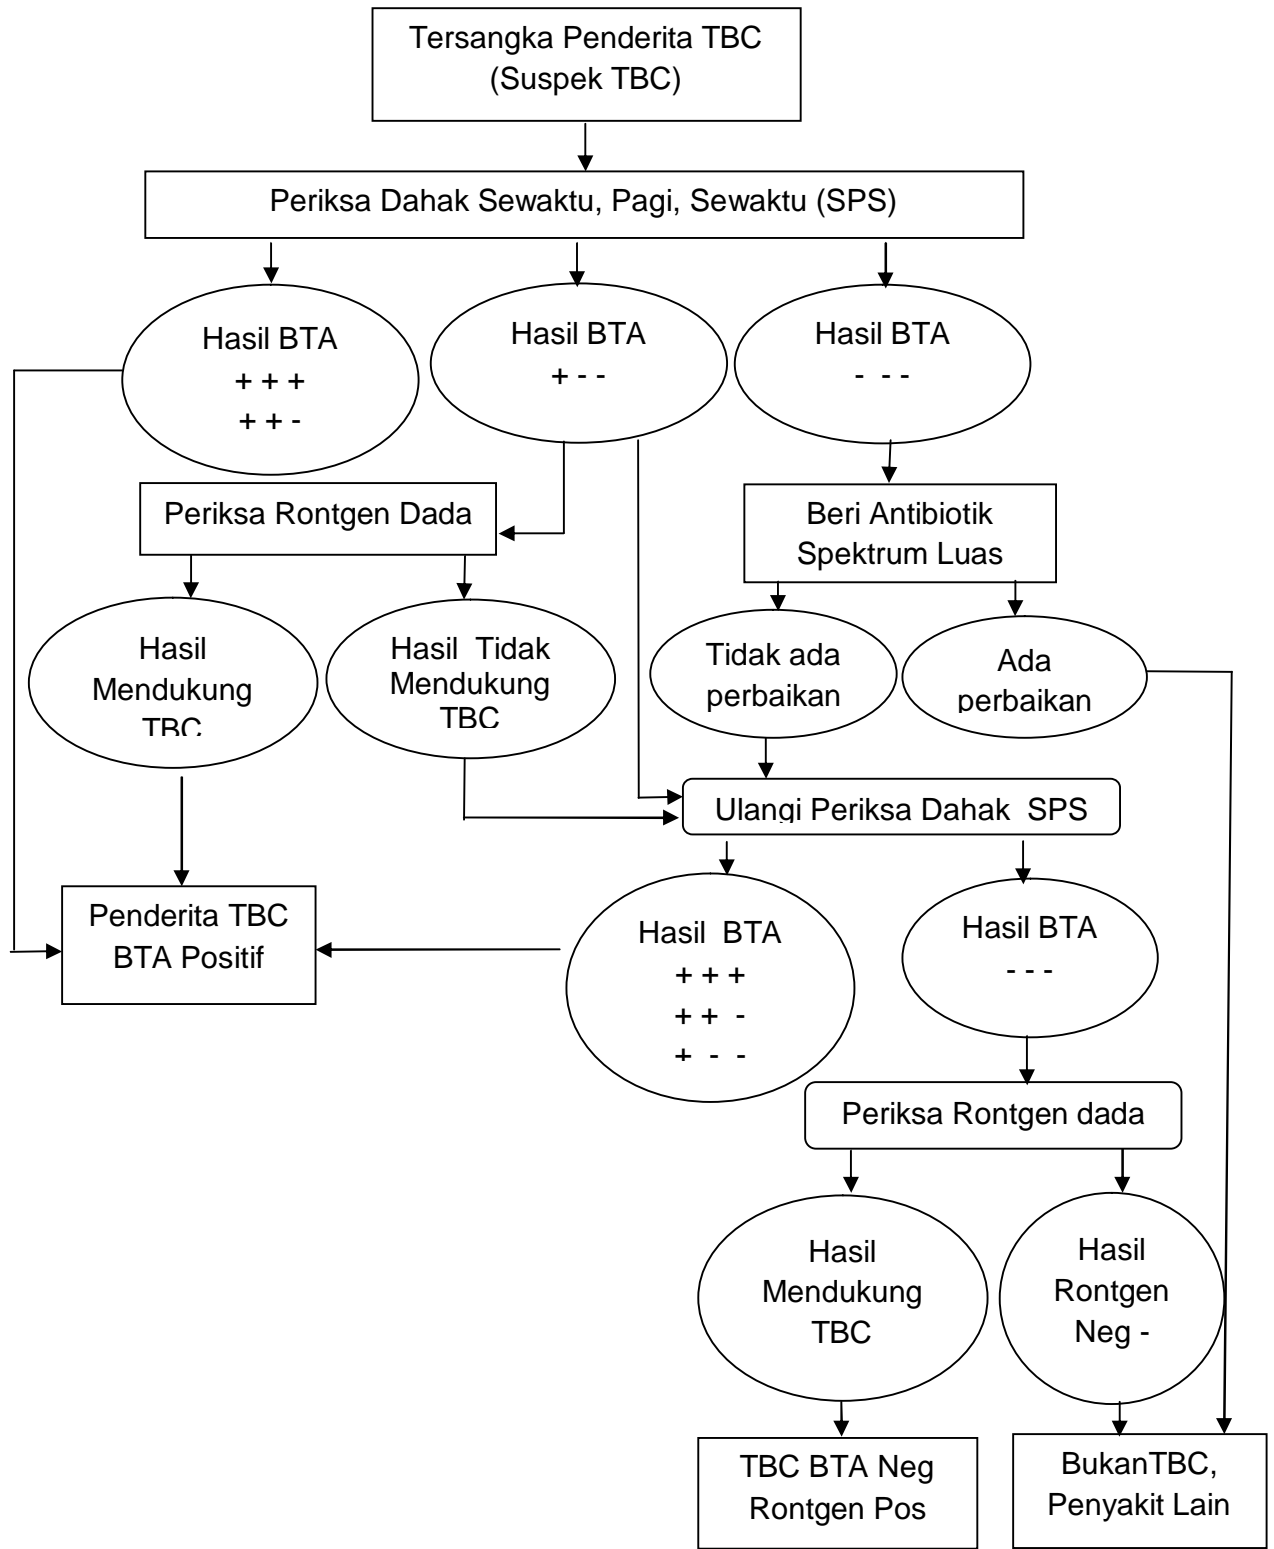 Tersangka Penderita TBC
(Suspek TBC)
Periksa Dahak Sewaktu, Pagi, Sewaktu (SPS)
Hasil BTA
+ + +
+ + -
Hasil BTA
+ - -
Hasil BTA
- - -
Periksa Rontgen Dada
Beri Antibiotik
Spektrum Luas
Hasil
Mendukung
TBC
Hasil Tidak
Mendukung
TBC
Tidak ada
perbaikan
Ada
perbaikan
Ulangi Periksa Dahak SPS
Penderita TBC
BTA Positif
Hasil BTA
+ + +
+ + -
+ - -
Hasil BTA
- - -
Periksa Rontgen dada
Hasil
Mendukung
TBC
Hasil
Rontgen
Neg -
TBC BTA Neg
Rontgen Pos
BukanTBC,
Penyakit Lain